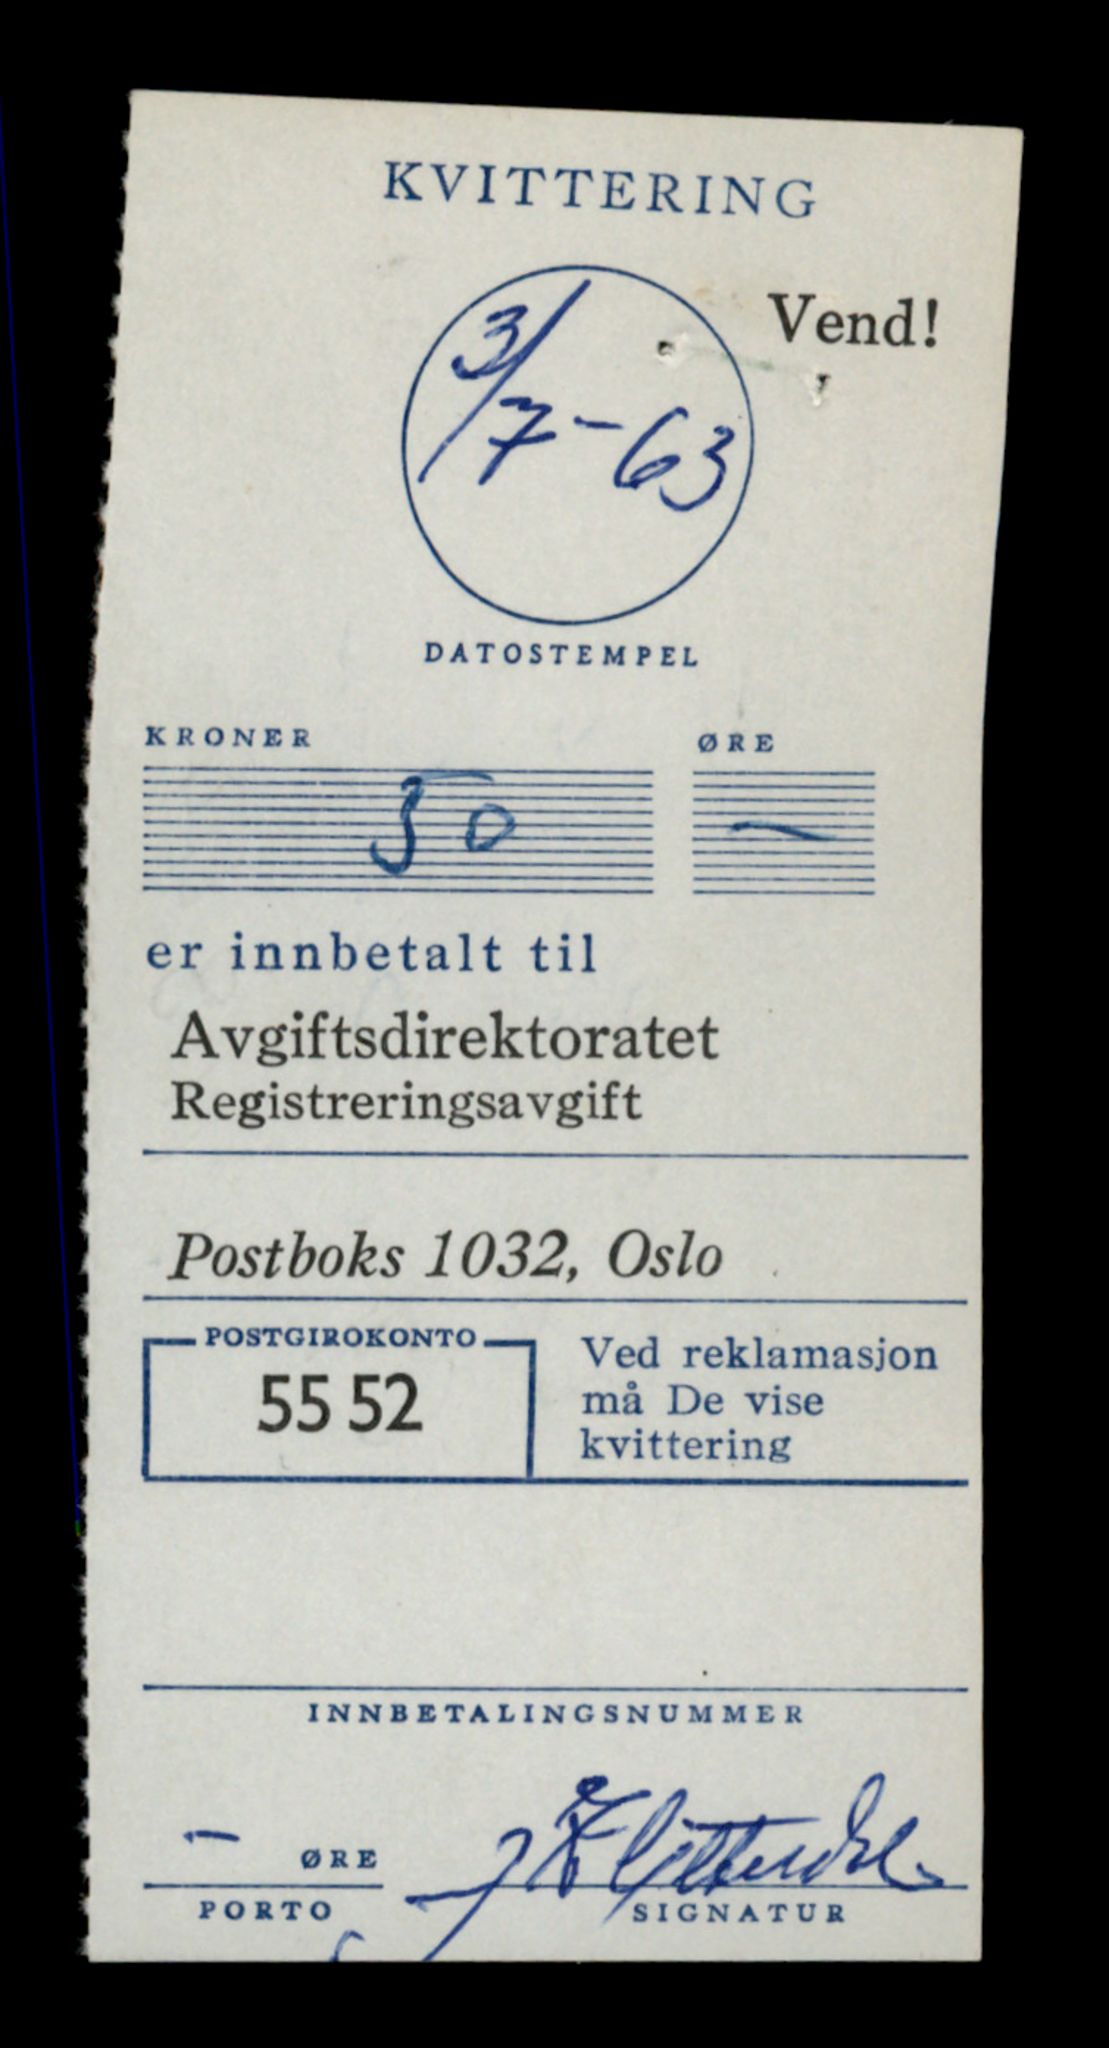 KVITTERING
Vend!
3/7-63
DATOSTEMPEL
KRONER
ØRE
50
—
er innbetalt til
Avgiftsdirektoratet
Registreringsavgift
Postboks 1032, Oslo
POSTGIROKONTO
55 52
Ved reklamasjon
må De vise
kvittering
INNBETALINGSNUMMER
— ØRE
PORTO
SIGNATUR